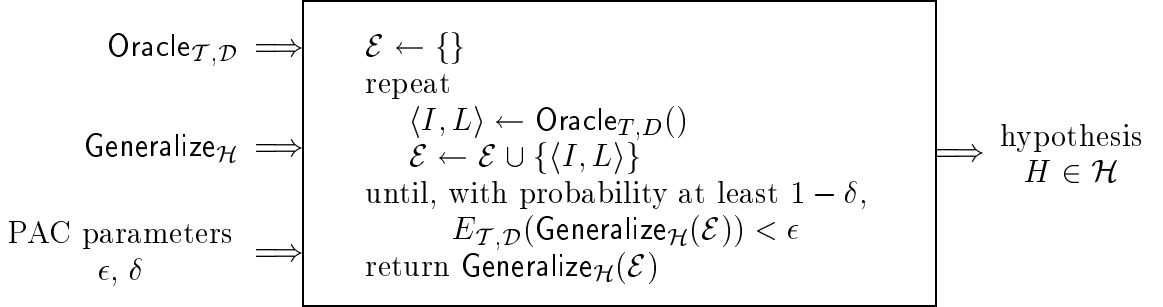 Oracle_{𝒯,𝒟} ⟹
Generalize_ℋ ⟹
PAC parameters ⟹
ϵ, δ
ℰ ← {}
repeat
⟨I, L⟩ ← Oracle_{T,D}()
ℰ ← ℰ ∪ {⟨I, L⟩}
until, with probability at least 1 − δ,
E_{𝒯,𝒟}(Generalize_ℋ(ℰ)) < ϵ
return Generalize_ℋ(ℰ)
⟹ hypothesis
H ∈ ℋ